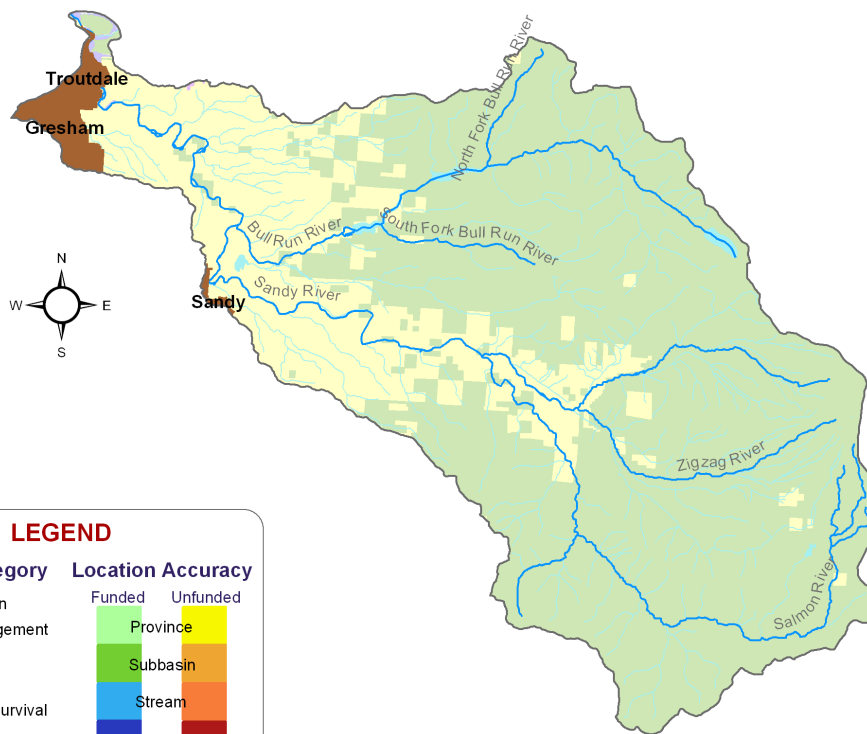 Troutdale
Gresham
North Fork Bull Run River
Bull Run River
South Fork Bull Run River
N
W
E
S
Sandy River
Sandy
Zigzag River
Salmon River
LEGEND
egory
Location Accuracy
Funded
Unfunded
n
Province
gement
Subbasin
Stream
urvival